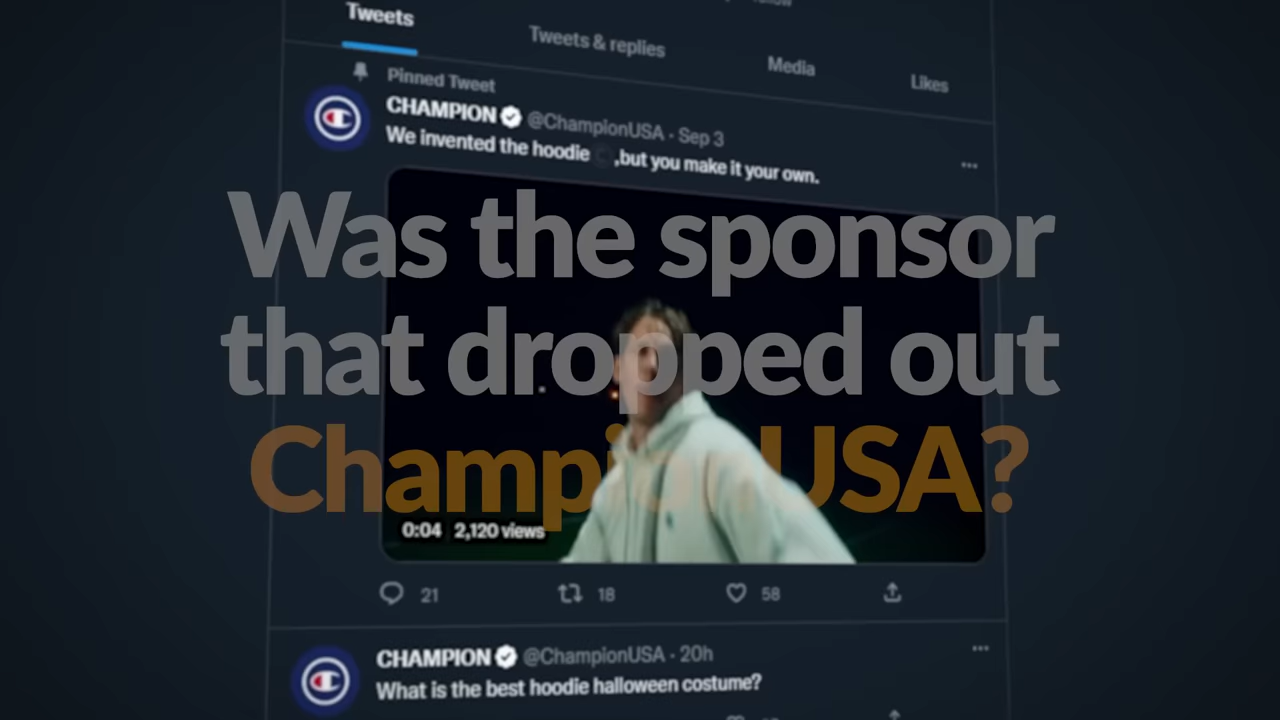 Tweets
Tweets & replies
Media
Likes
Pinned Tweet
CHAMPION @ChampionUSA · Sep 3
We invented the hoodie ,but you make it your own.
Was the sponsor
that dropped out
Champion USA?
0:04 2,120 views
21
18
58
CHAMPION @ChampionUSA · 20h
What is the best hoodie halloween costume?